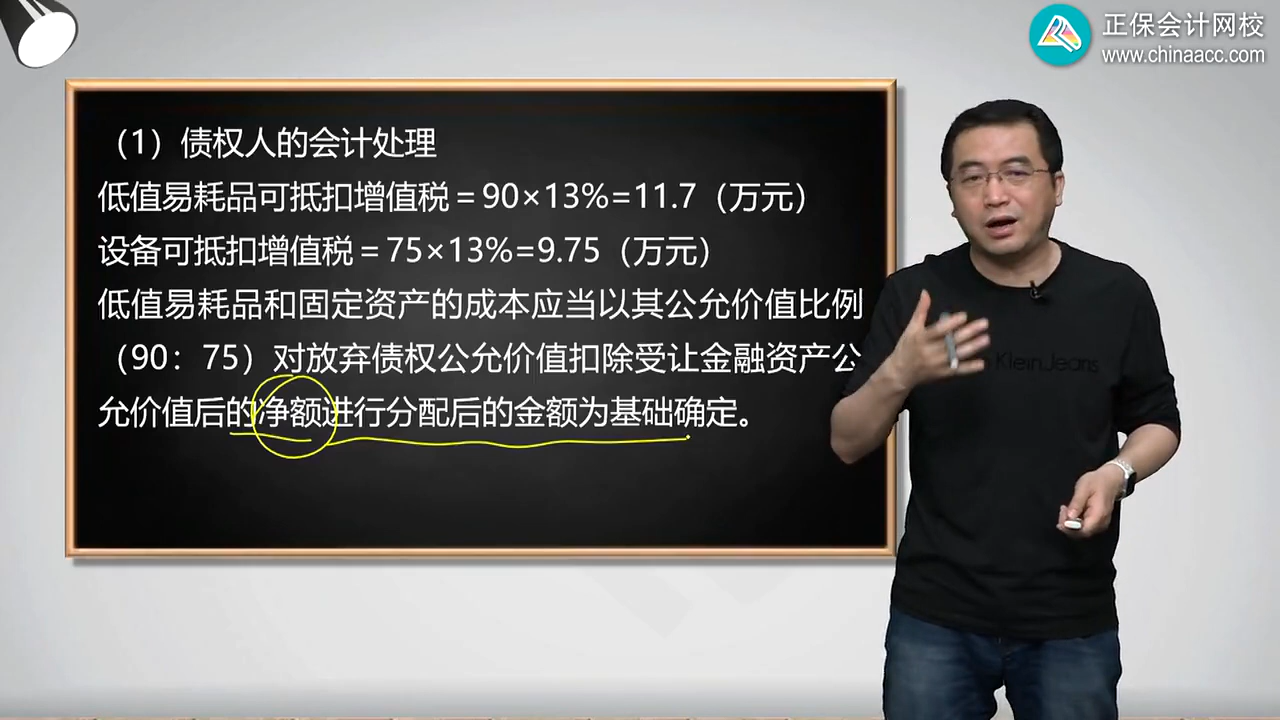 正保会计网校
www.chinaacc.com
（1）债权人的会计处理
低值易耗品可抵扣增值税＝90×13%=11.7（万元）
设备可抵扣增值税＝75×13%=9.75（万元）
低值易耗品和固定资产的成本应当以其公允价值比例
（90：75）对放弃债权公允价值扣除受让金融资产公
允价值后的净额进行分配后的金额为基础确定。
Klein Jeans